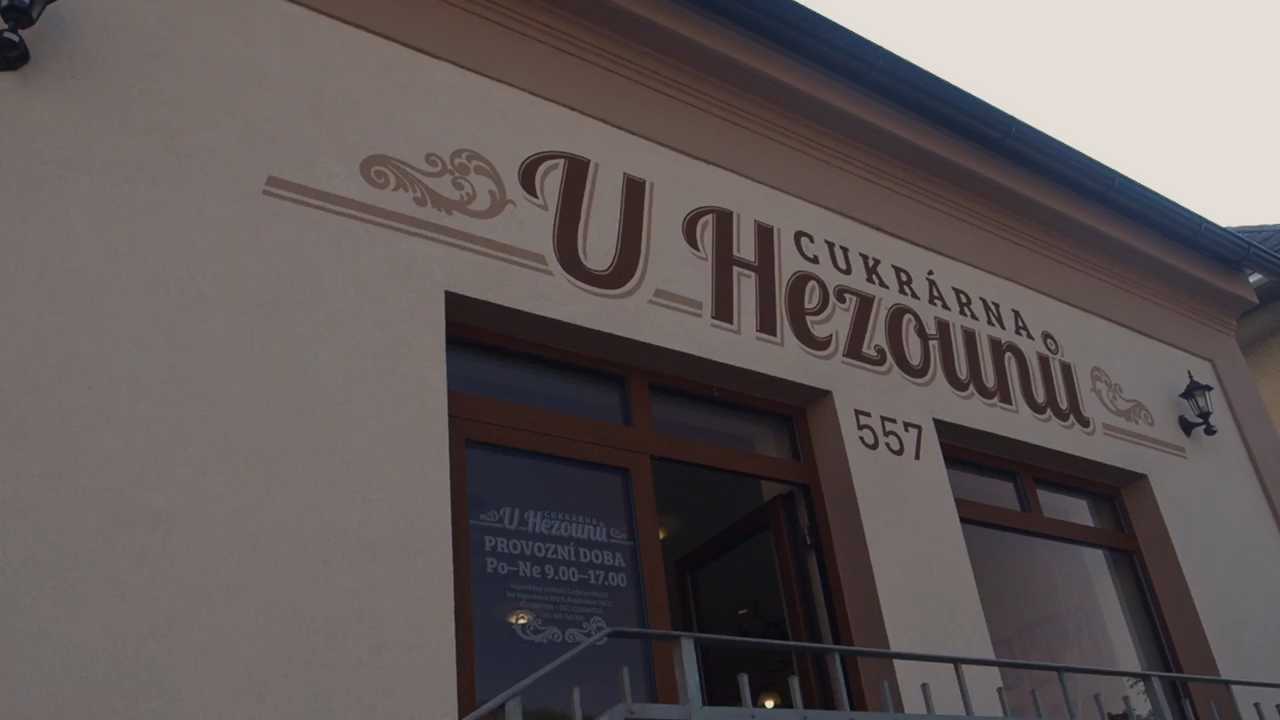 U Hezounů
CUKRÁRNA
557
CUKRÁRNA
U Hezounů
PROVOZNÍ DOBA
Po–Ne 9.00–17.00